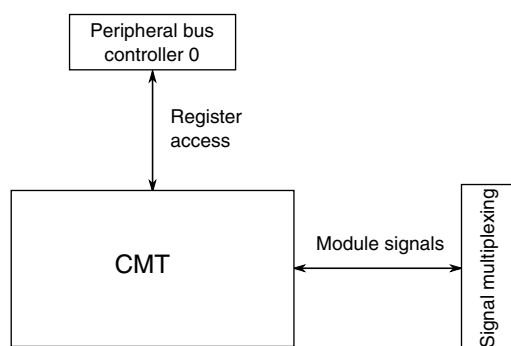 Peripheral bus
controller 0
Register
access
CMT
Module signals
Signal multiplexing